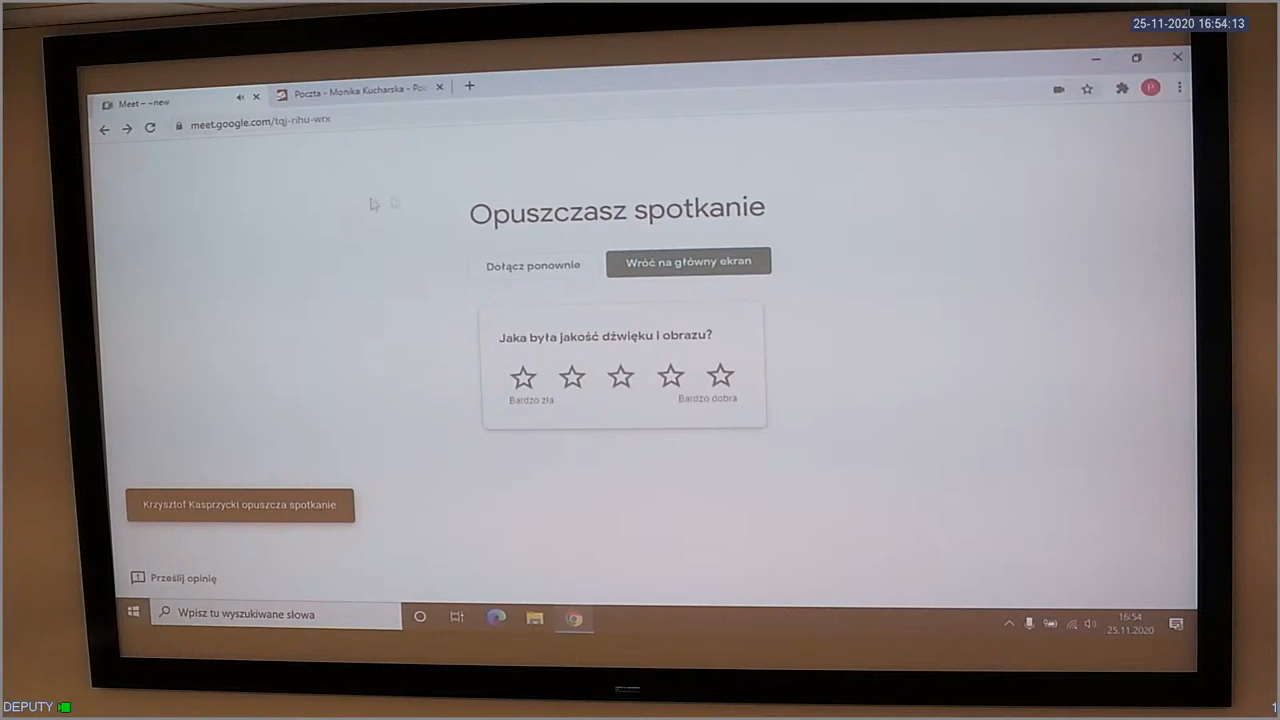 25-11-2020 16:54:13
Meet – -new
Poczta - Monika Kucharska - Po
meet.google.com/tqj-rihu-wrx
P
Opuszczasz spotkanie
Dołącz ponownie
Wróć na główny ekran
Jaka była jakość dźwięku i obrazu?
Bardzo zła
Bardzo dobra
Krzysztof Kasprzycki opuszcza spotkanie
Prześlij opinię
Wpisz tu wyszukiwane słowa
16:54
25.11.2020
DEPUTY
1